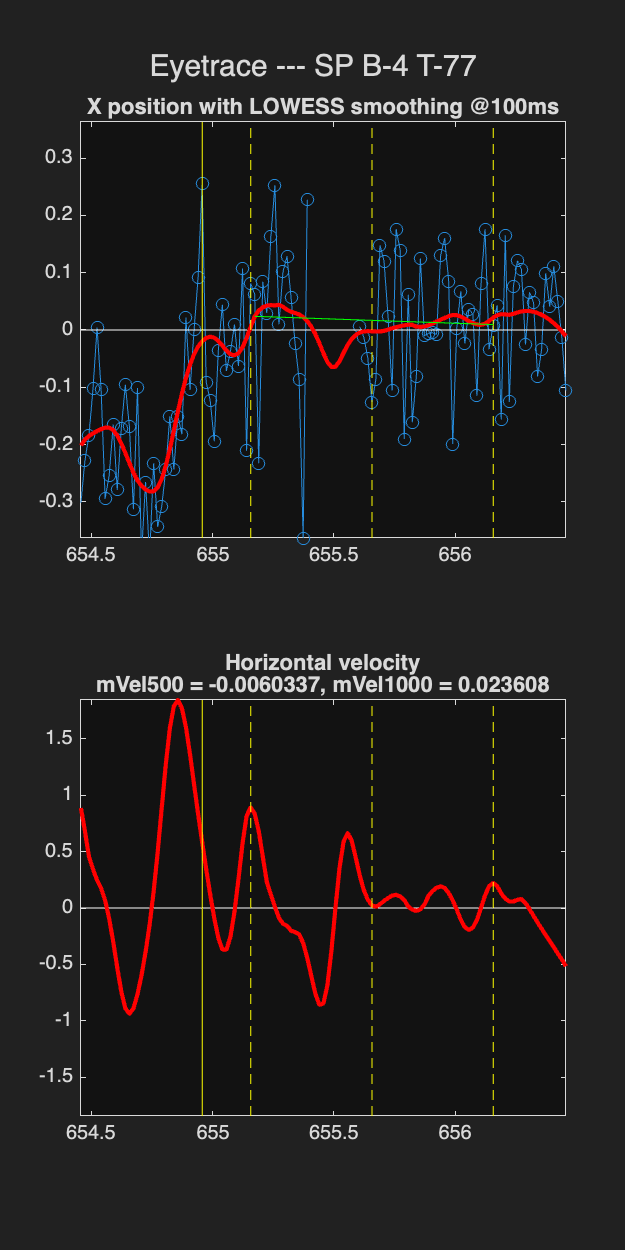 Eyetrace --- SP B-4 T-77
X position with LOWESS smoothing @100ms
0.3
0.2
0.1
0
-0.1
-0.2
-0.3
654.5 655 655.5 656
Horizontal velocity
mVel500 = -0.0060337, mVel1000 = 0.023608
1.5
1
0.5
0
-0.5
-1
-1.5
654.5 655 655.5 656